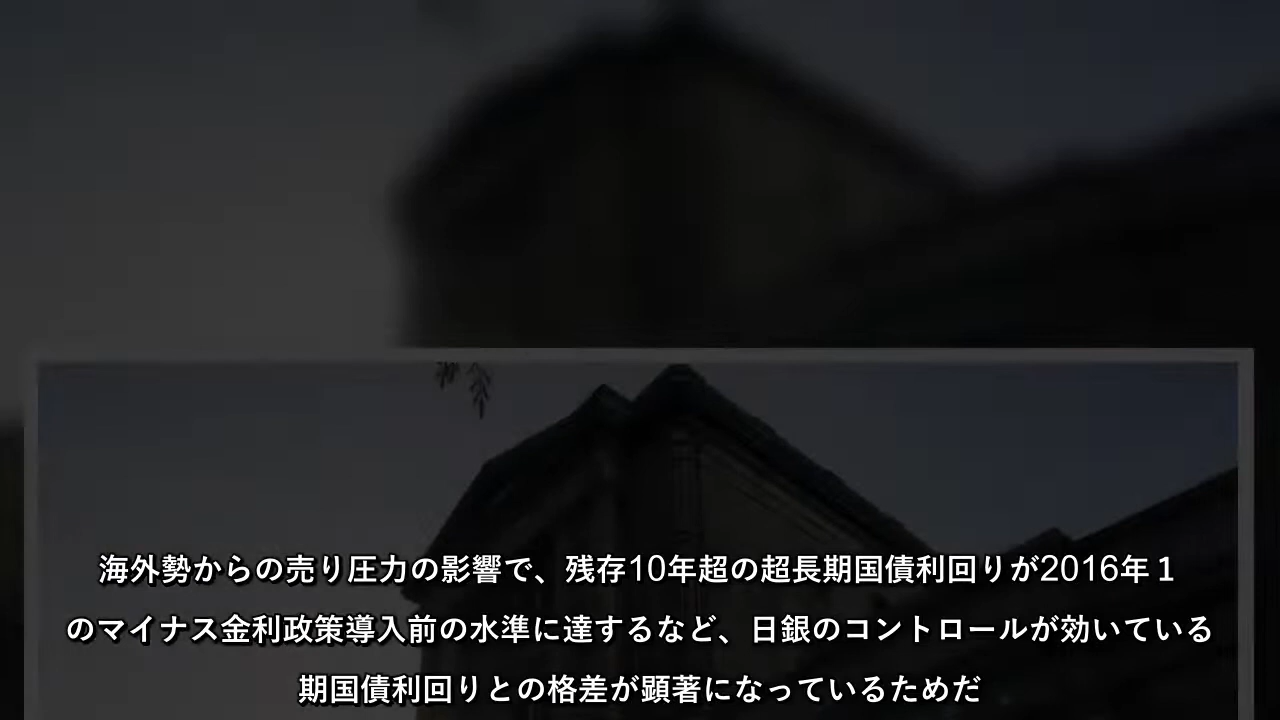 海外勢からの売り圧力の影響で、残存10年超の超長期国債利回りが2016年１
のマイナス金利政策導入前の水準に達するなど、日銀のコントロールが効いている
期国債利回りとの格差が顕著になっているためだ